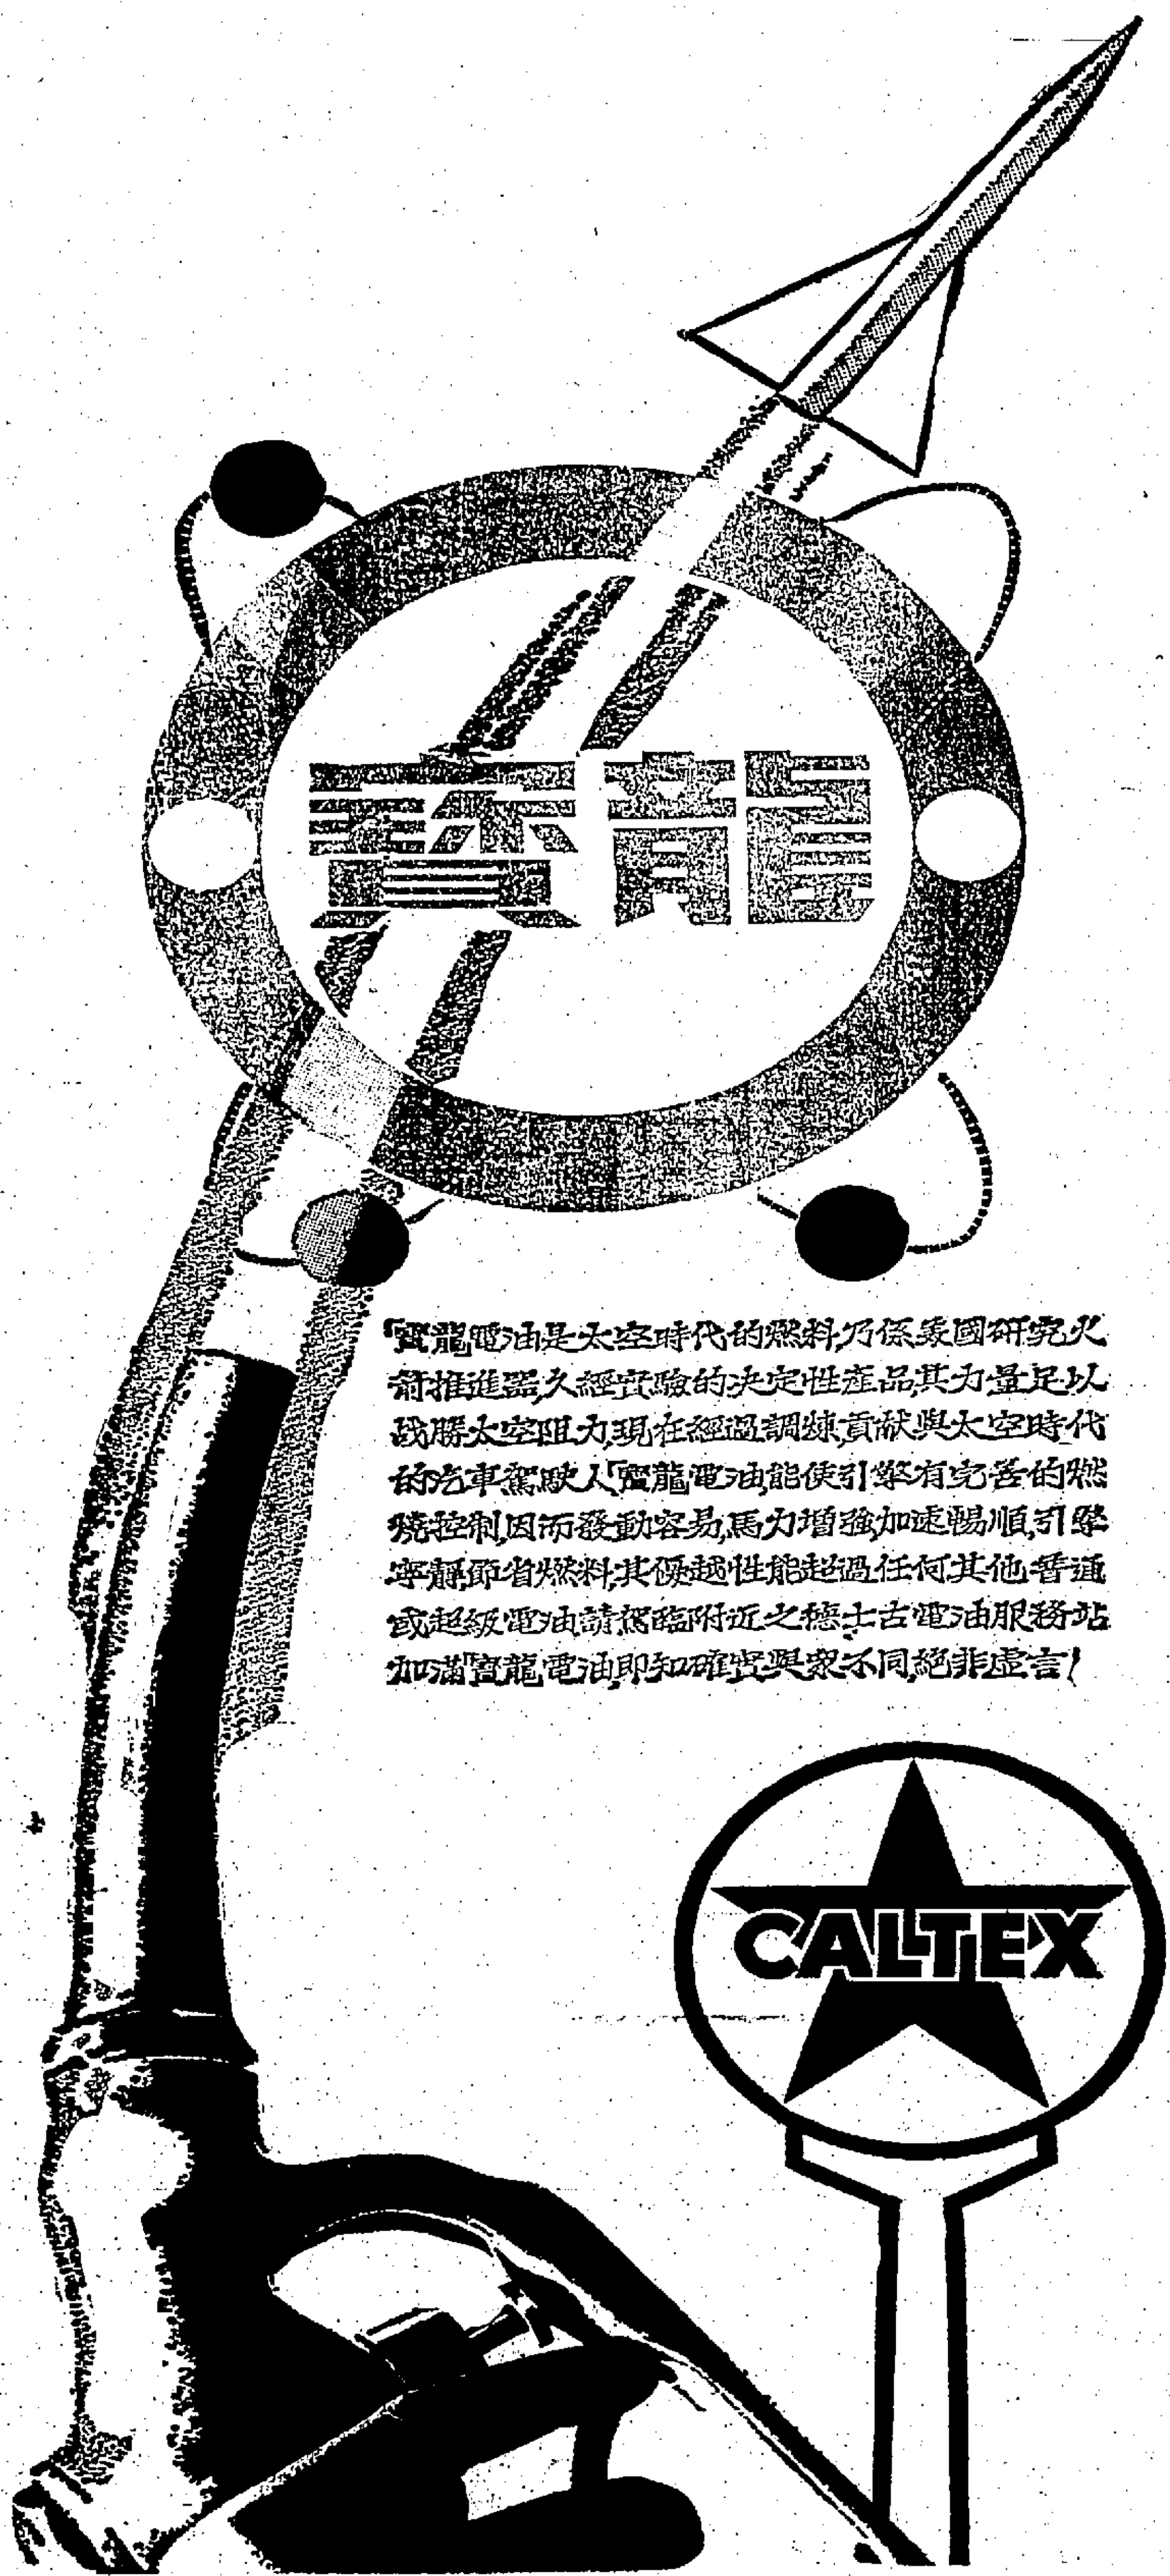 寶龍
「寶龍電油是太空時代的燃料,乃係美國研究火
箭推進器,久經實驗的決定性產品,其力量足以
戰勝太空阻力,現在經過調煉,貢献與太空時代
的汽車駕駛人「寶龍電油,能使引擎有完善的燃
燒控制,因而發動容易,馬力增強,加速暢順,引擎
寧靜,節省燃料,其優越性能超過任何其他普通
或超級電油請駕臨附近之德士古電油服務站
加滿「寶龍電油,即知確實與眾不同,絕非虛言!
CALTEX